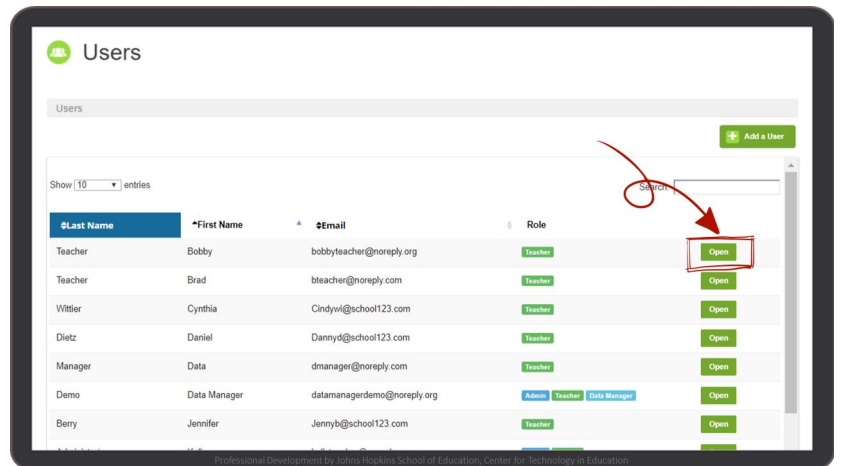 Users
Users
Add a User
Show 10 entries
Search:
Last Name First Name Email Role
Teacher Bobby bobbyteacher@noreply.org Teacher Open
Teacher Brad bteacher@noreply.com Teacher Open
Wittier Cynthia Cindywi@school123.com Teacher Open
Dietz Daniel Dannyd@school123.com Teacher Open
Manager Data dmanager@noreply.com Teacher Open
Demo Data Manager datamanagerdemo@noreply.org Admin Teacher Data Manager Open
Berry Jennifer Jennyb@school123.com Teacher Open
Professional Development by Johns Hopkins School of Education, Center for Technology in Education